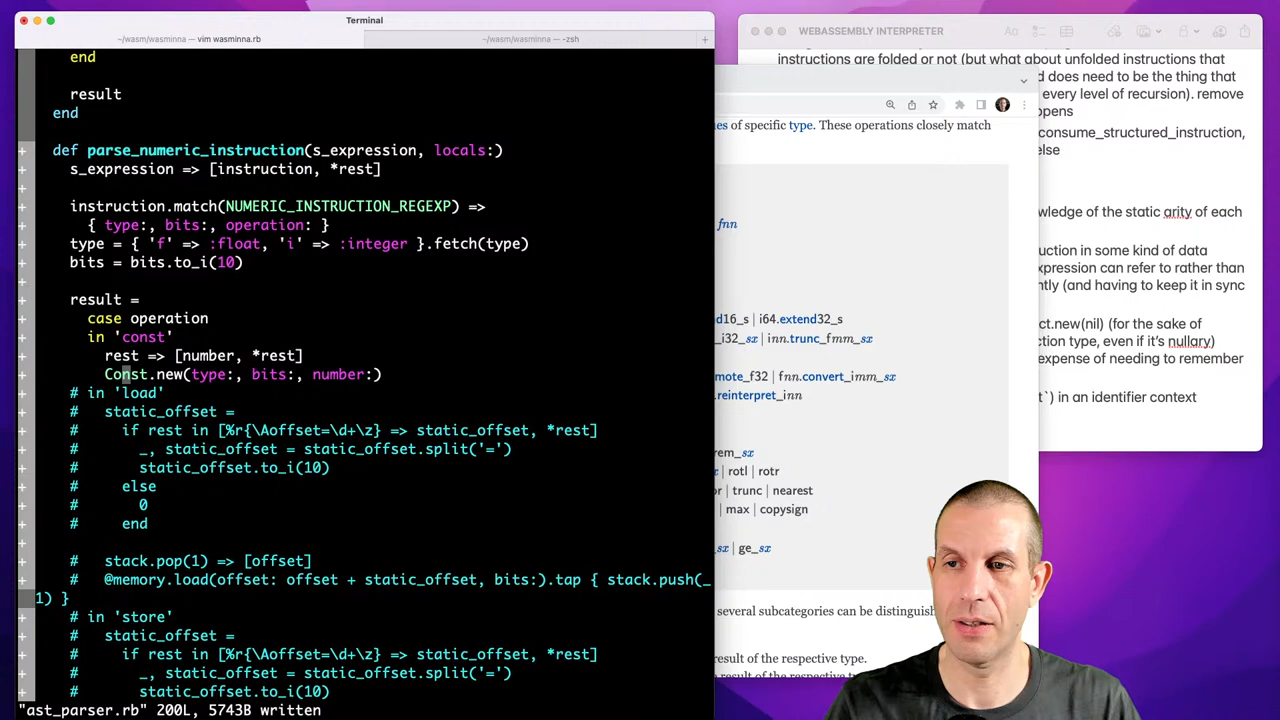 Terminal
~/wasm/wasminna — vim wasminna.rb
~/wasm/wasminna — -zsh
+
end
result
end
def parse_numeric_instruction(s_expression, locals:)
s_expression => [instruction, *rest]
instruction.match(NUMERIC_INSTRUCTION_REGEXP) =>
{ type:, bits:, operation: }
type = { 'f' => :float, 'i' => :integer }.fetch(type)
bits = bits.to_i(10)
result =
case operation
in 'const'
rest => [number, *rest]
Const.new(type:, bits:, number:)
# in 'load'
#   static_offset =
#     if rest in [%r{\Aoffset=\d+\z} => static_offset, *rest]
#       _, static_offset = static_offset.split('=')
#       static_offset.to_i(10)
#     else
#       0
#     end
#   stack.pop(1) => [offset]
#   @memory.load(offset: offset + static_offset, bits:).tap { stack.push(_
1) }
# in 'store'
#   static_offset =
#     if rest in [%r{\Aoffset=\d+\z} => static_offset, *rest]
#       _, static_offset = static_offset.split('=')
#       static_offset.to_i(10)
"ast_parser.rb" 200L, 5743B written
WEBASSEMBLY INTERPRETER
instructions are folded or not (but what about unfolded instructions that
d does need to be the thing that
every level of recursion). remove
opens
consume_structured_instruction,
else
wledge of the static arity of each
uction in some kind of data
expression can refer to rather than
ntly (and having to keep it in sync
ct.new(nil) (for the sake of
ction type, even if it's nullary)
expense of needing to remember
t`) in an identifier context
es of specific type. These operations closely match
fnn
nd16_s | i64.extend32_s
_i32_sx | inn.trunc_fmm_sx
mote_f32 | fnn.convert_imm_sx
.reinterpret_inn
rem_sx
x | rotl | rotr
or | trunc | nearest
| max | copysign
_sx | ge_sx
several subcategories can be distinguish
result of the respective type.